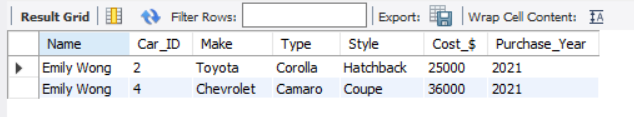 Result Grid Filter Rows: Export: Wrap Cell Content: IA
Name Car_ID Make Type Style Cost_$ Purchase_Year
Emily Wong 2 Toyota Corolla Hatchback 25000 2021
Emily Wong 4 Chevrolet Camaro Coupe 36000 2021